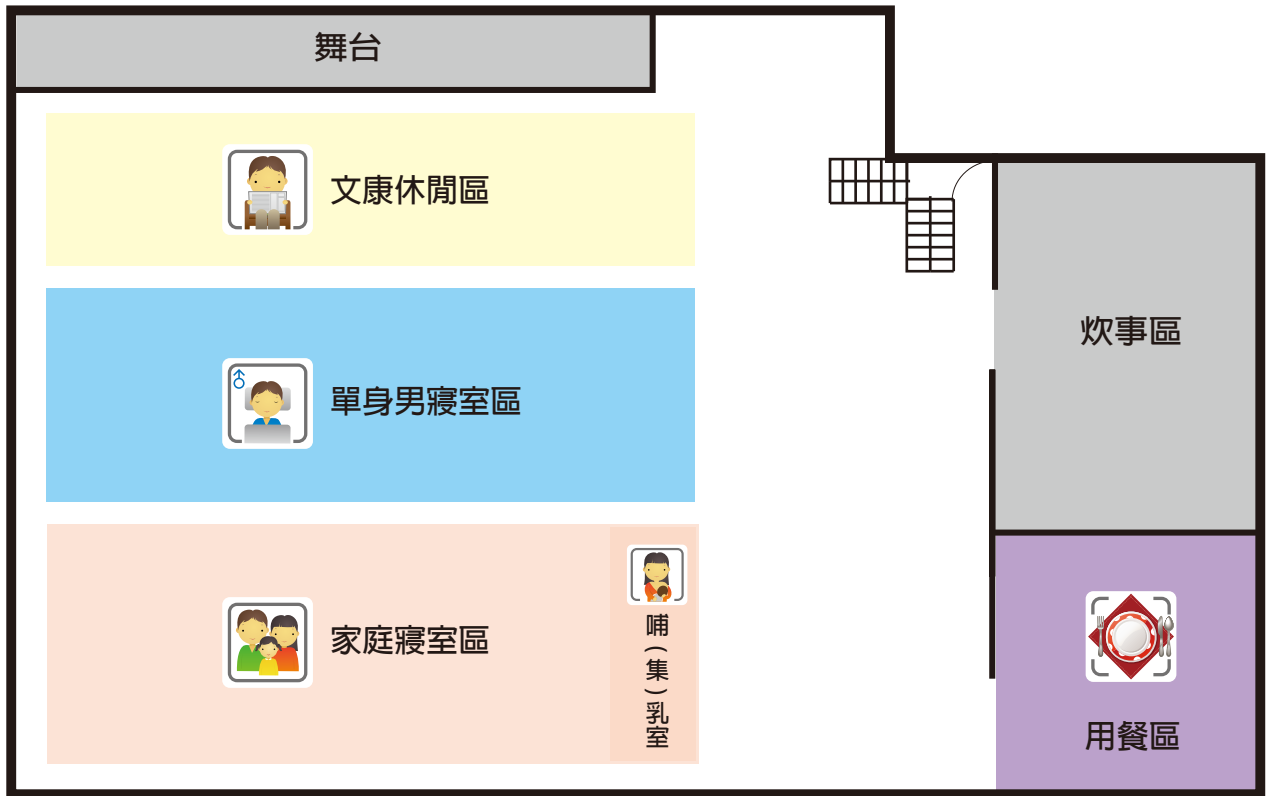 舞台
文康休閒區
單身男寢室區
炊事區
家庭寢室區
哺(集)乳室
用餐區